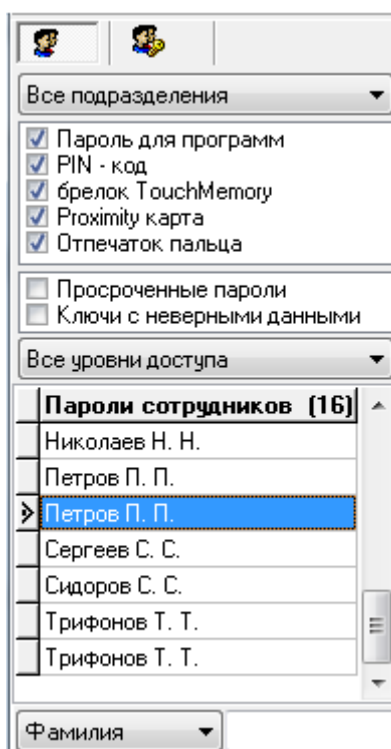 Все подразделения
Пароль для программ
PIN - код
брелок TouchMemory
Proximity карта
Отпечаток пальца
Просроченные пароли
Ключи с неверными данными
Все уровни доступа
Пароли сотрудников (16)
Николаев Н. Н.
Петров П. П.
Петров П. П.
Сергеев С. С.
Сидоров С. С.
Трифонов Т. Т.
Трифонов Т. Т.
Фамилия